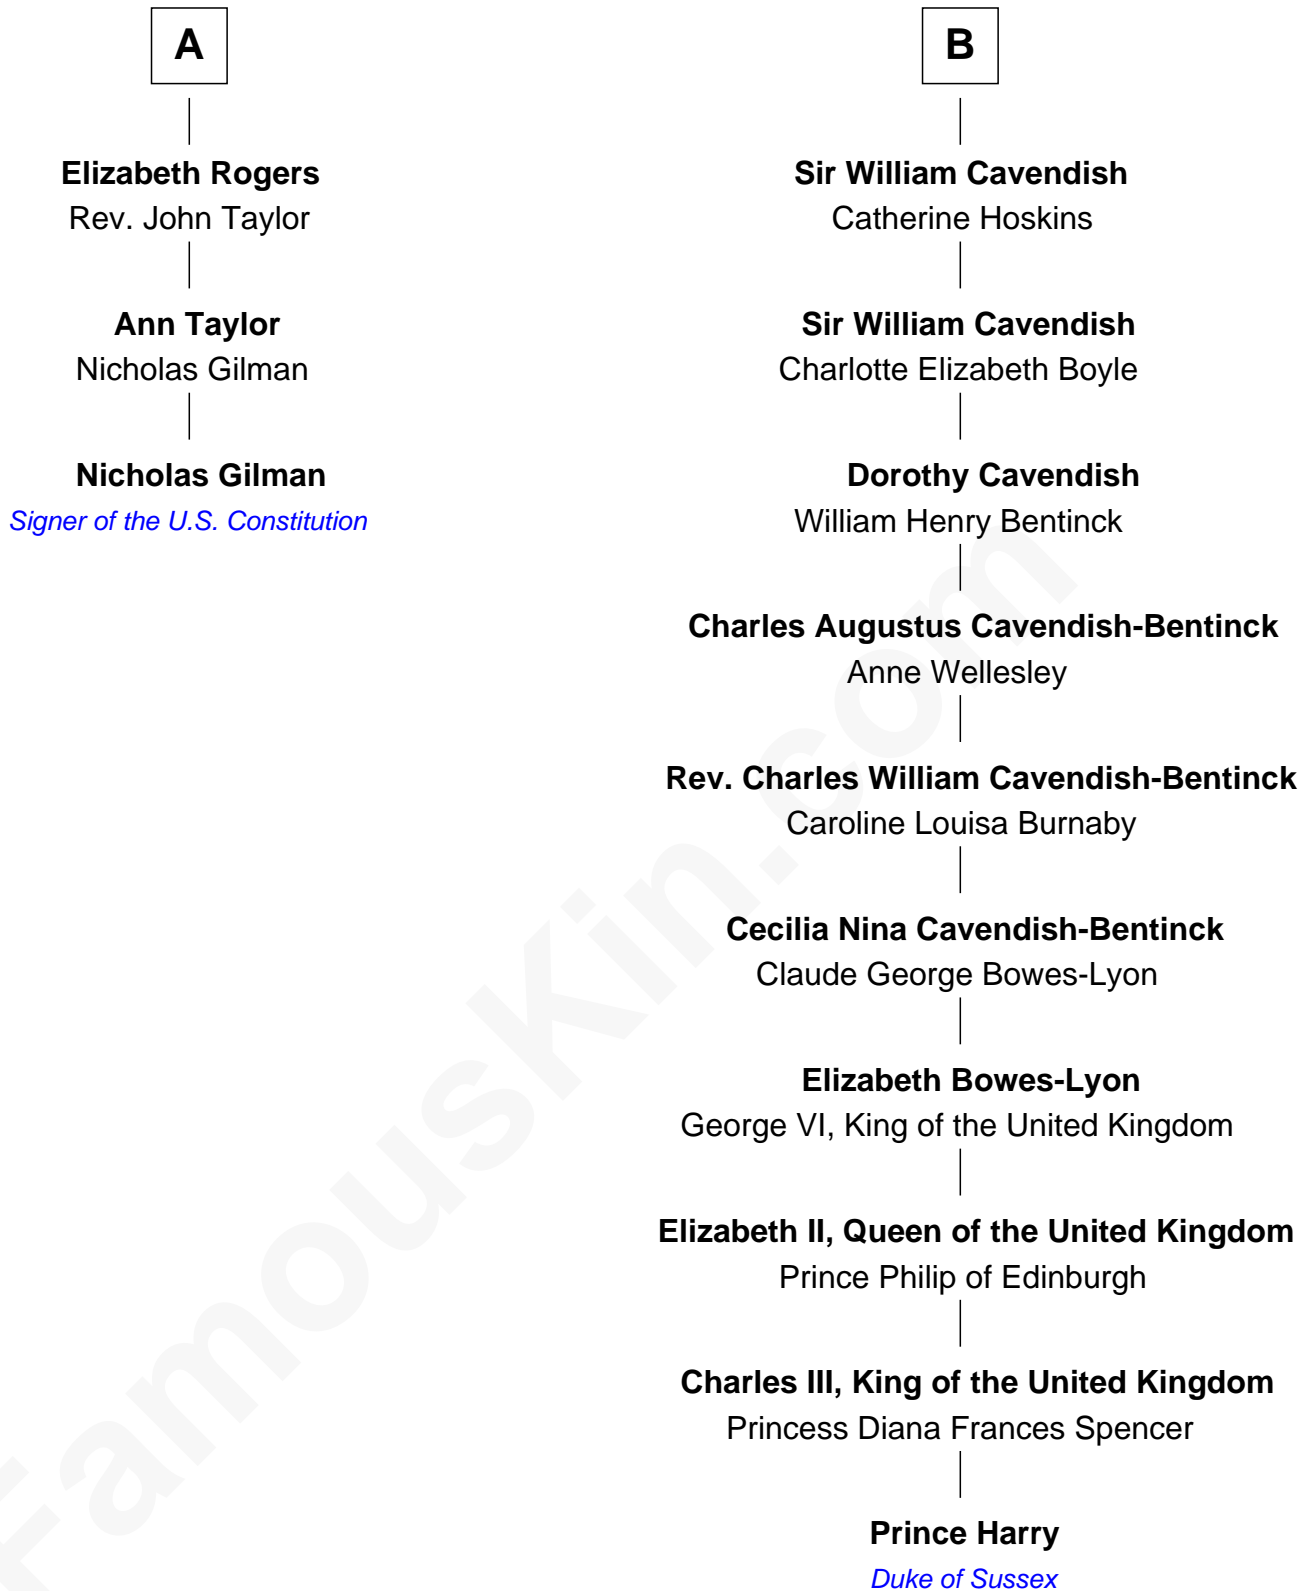 A
Elizabeth Rogers
Rev. John Taylor
Ann Taylor
Nicholas Gilman
Nicholas Gilman
Signer of the U.S. Constitution
B
Sir William Cavendish
Catherine Hoskins
Sir William Cavendish
Charlotte Elizabeth Boyle
Dorothy Cavendish
William Henry Bentinck
Charles Augustus Cavendish-Bentinck
Anne Wellesley
Rev. Charles William Cavendish-Bentinck
Caroline Louisa Burnaby
Cecilia Nina Cavendish-Bentinck
Claude George Bowes-Lyon
Elizabeth Bowes-Lyon
George VI, King of the United Kingdom
Elizabeth II, Queen of the United Kingdom
Prince Philip of Edinburgh
Charles III, King of the United Kingdom
Princess Diana Frances Spencer
Prince Harry
Duke of Sussex
FamousKin.com